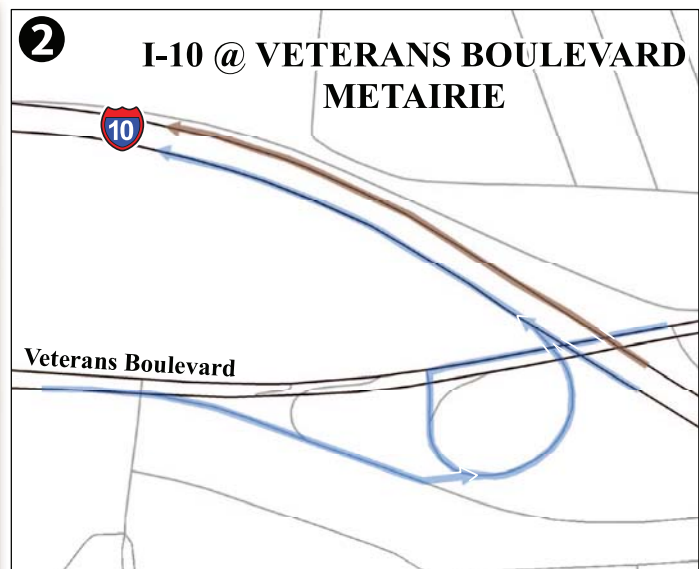 2
I-10 @ VETERANS BOULEVARD
METAIRIE
10
Veterans Boulevard